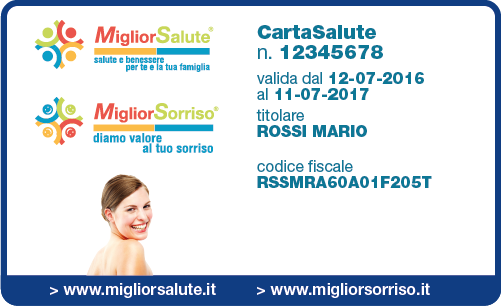 MigliorSalute®
salute e benessere
per te e la tua famiglia
MigliorSorriso®
diamo valore
al tuo sorriso
CartaSalute
n. 12345678
valida dal 12-07-2016
al 11-07-2017
titolare
ROSSI MARIO
codice fiscale
RSSMRA60A01F205T
> www.migliorsalute.it > www.migliorsorriso.it